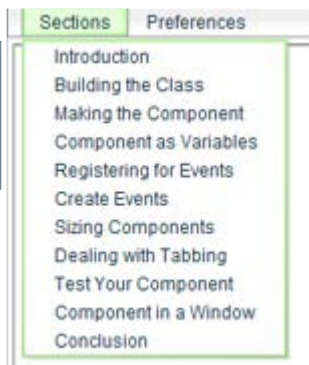 Sections Preferences
Introduction
Building the Class
Making the Component
Component as Variables
Registering for Events
Create Events
Sizing Components
Dealing with Tabbing
Test Your Component
Component in a Window
Conclusion